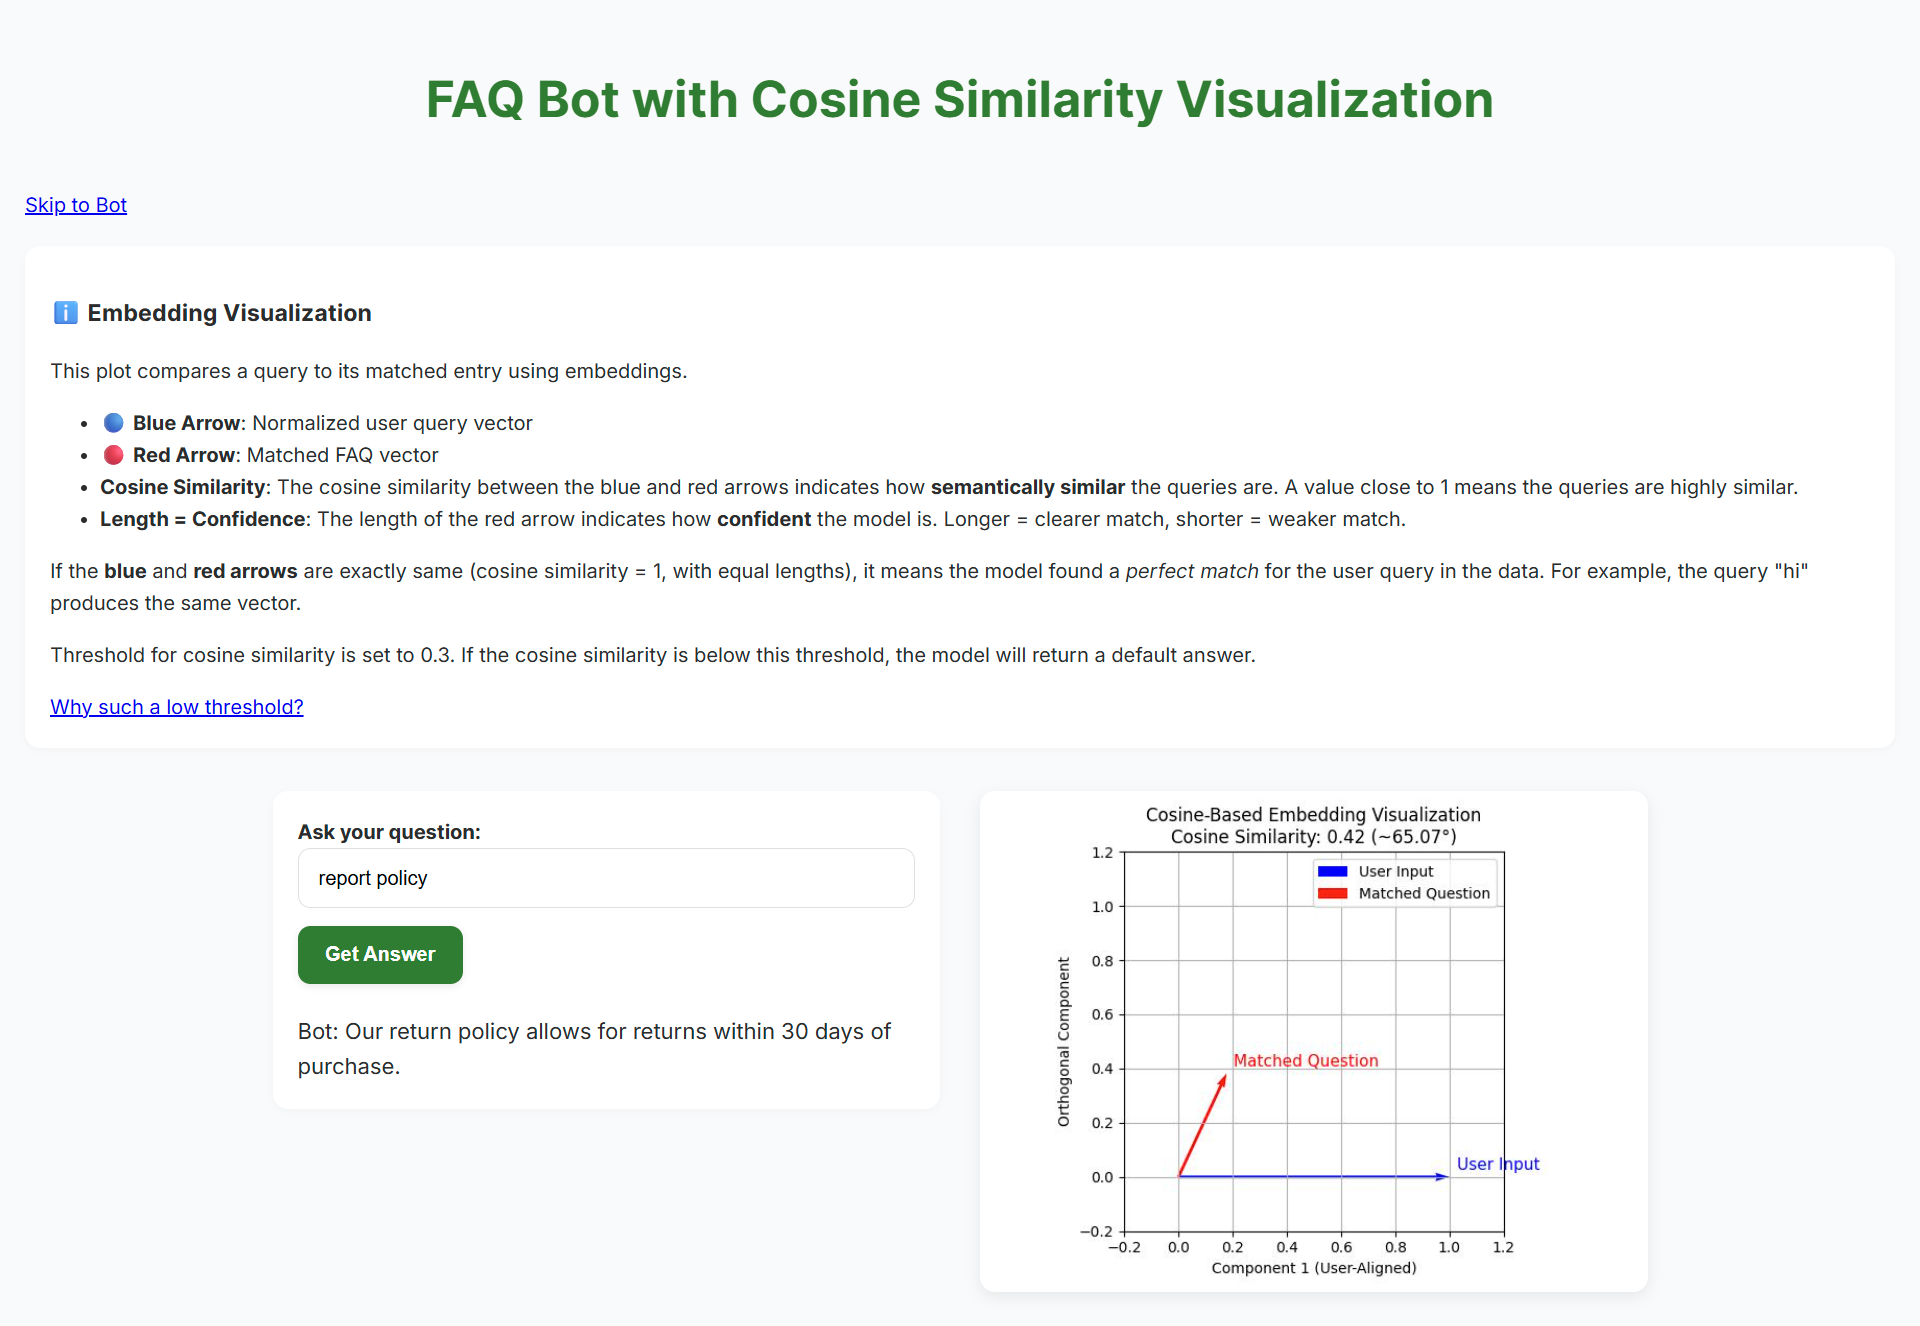 FAQ Bot with Cosine Similarity Visualization
Skip to Bot
ℹ️ Embedding Visualization
This plot compares a query to its matched entry using embeddings.
• 🔵 Blue Arrow: Normalized user query vector
• 🔴 Red Arrow: Matched FAQ vector
• Cosine Similarity: The cosine similarity between the blue and red arrows indicates how semantically similar the queries are. A value close to 1 means the queries are highly similar.
• Length = Confidence: The length of the red arrow indicates how confident the model is. Longer = clearer match, shorter = weaker match.
If the blue and red arrows are exactly same (cosine similarity = 1, with equal lengths), it means the model found a perfect match for the user query in the data. For example, the query "hi"
produces the same vector.
Threshold for cosine similarity is set to 0.3. If the cosine similarity is below this threshold, the model will return a default answer.
Why such a low threshold?
Ask your question:
report policy
Get Answer
Bot: Our return policy allows for returns within 30 days of
purchase.
Cosine-Based Embedding Visualization
Cosine Similarity: 0.42 (~65.07°)
User Input
Matched Question
1.2
1.0
0.8
0.6
0.4
0.2
0.0
−0.2
Orthogonal Component
Matched Question
User Input
−0.2 0.0 0.2 0.4 0.6 0.8 1.0 1.2
Component 1 (User-Aligned)